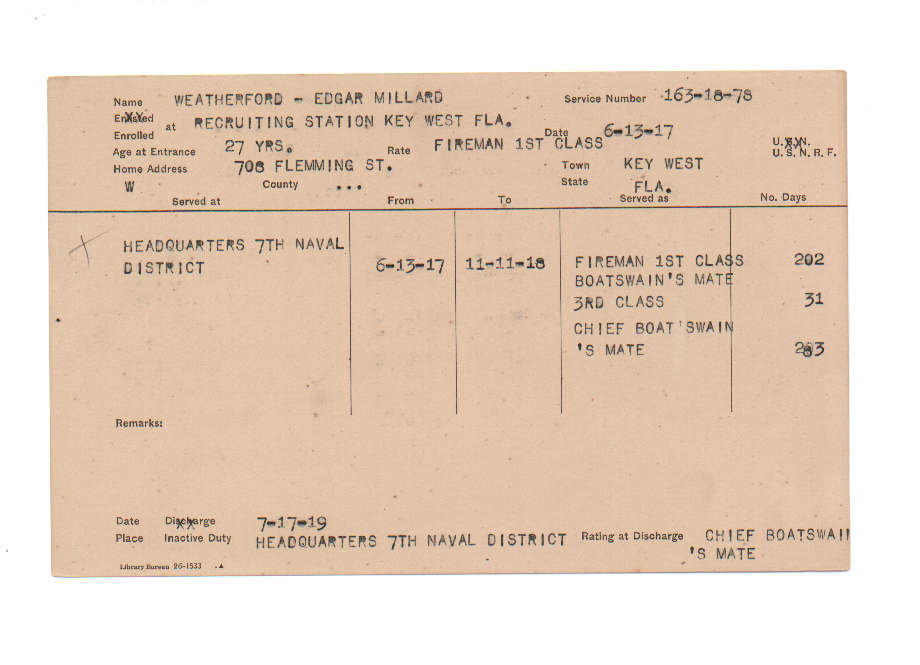 Name WEATHERFORD - EDGAR MILLARD Service Number 163-18-78
Enlisted
Enrolled at RECRUITING STATION KEY WEST FLA. Date 6-13-17
Age at Entrance 27 YRS. Rate FIREMAN 1ST CLASS U.S.N.
U.S.N.R.F.
Home Address 708 FLEMMING ST. Town KEY WEST
W County ... State FLA.
Served at From To Served as No. Days
HEADQUARTERS 7TH NAVAL
DISTRICT 6-13-17 11-11-18 FIREMAN 1ST CLASS 202
BOATSWAIN'S MATE
3RD CLASS 31
CHIEF BOAT'SWAIN
'S MATE 283
Remarks:
Date Discharge 7-17-19
Place Inactive Duty HEADQUARTERS 7TH NAVAL DISTRICT Rating at Discharge CHIEF BOATSWAIN
'S MATE
Library Bureau 26-1533